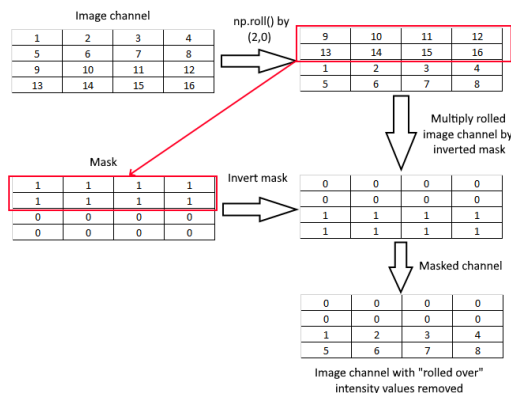 Image channel
1 2 3 4
5 6 7 8
9 10 11 12
13 14 15 16
np.roll() by
(2,0)
9 10 11 12
13 14 15 16
1 2 3 4
5 6 7 8
Multiply rolled
image channel by
inverted mask
Mask
1 1 1 1
1 1 1 1
0 0 0 0
0 0 0 0
Invert mask
0 0 0 0
0 0 0 0
1 1 1 1
1 1 1 1
Masked channel
0 0 0 0
0 0 0 0
1 2 3 4
5 6 7 8
Image channel with "rolled over"
intensity values removed